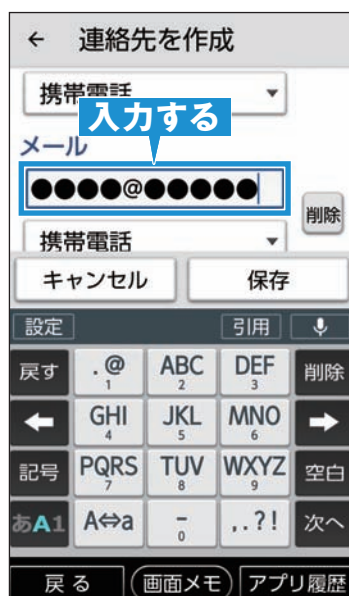 ← 連絡先を作成
携帯電話 ▼
入力する
メール
●●●●@●●●●● 削除
携帯電話 ▼
キャンセル 保存
設定 引用
戻す .@ ABC DEF 削除
1 2 3
← GHI JKL MNO →
4 5 6
記号 PQRS TUV WXYZ 空白
7 8 9
あA1 A⇔a - ,.?! 次へ
0
戻る 画面メモ アプリ履歴